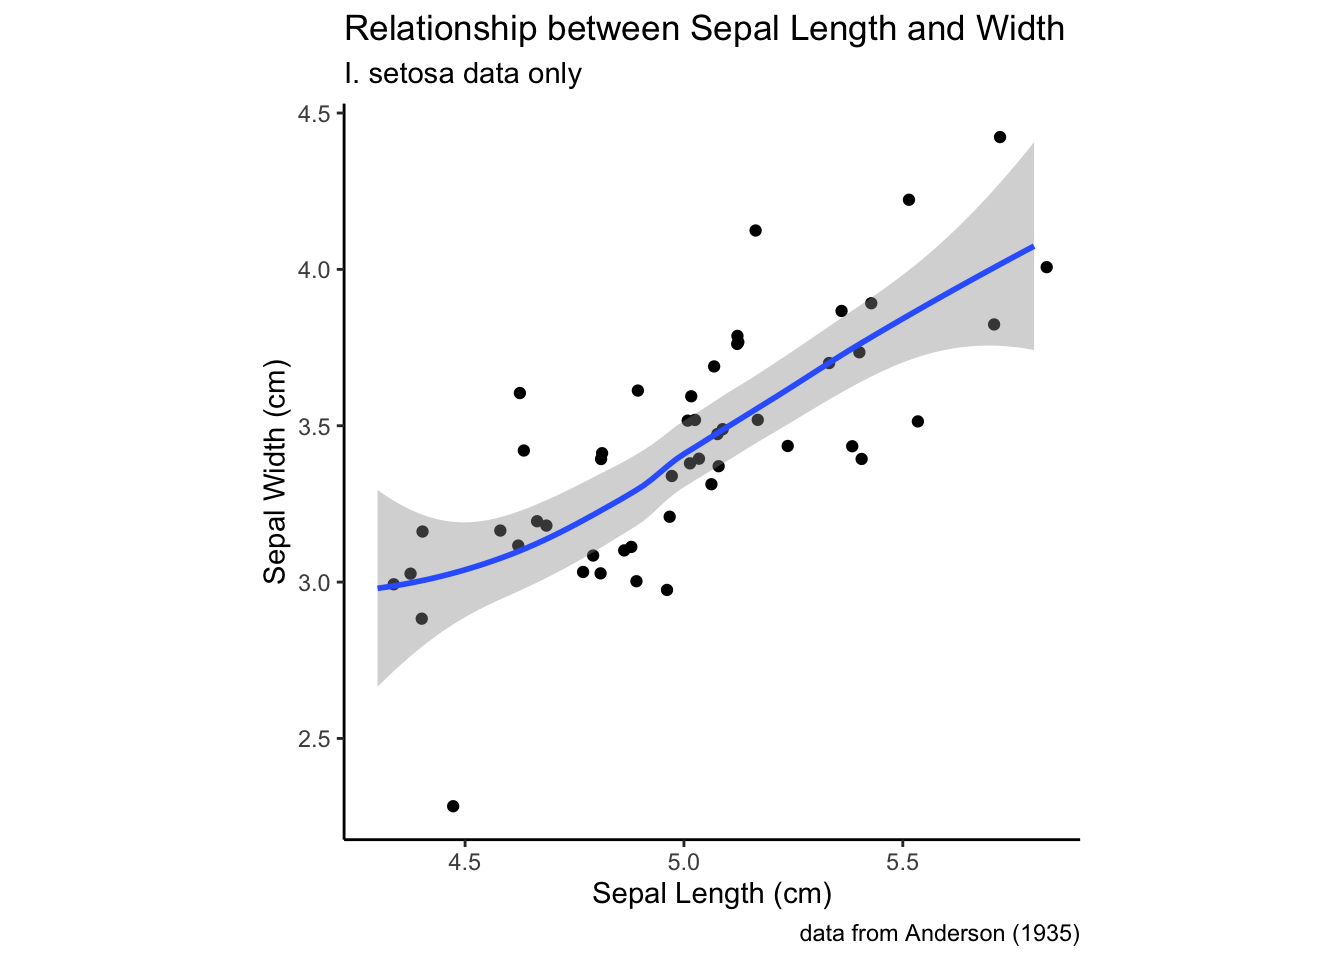 Relationship between Sepal Length and Width
I. setosa data only
4.5
4.0
3.5
3.0
2.5
Sepal Width (cm)
4.5 5.0 5.5
Sepal Length (cm)
data from Anderson (1935)